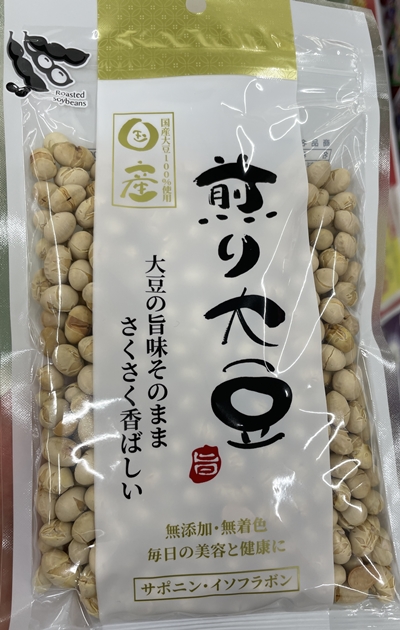 Roasted
soybeans
国産
国産大豆100%使用
煎り大豆
大豆の旨味そのまま
さくさく香ばしい
旨
無添加・無着色
毎日の美容と健康に
サポニン・イソフラボン